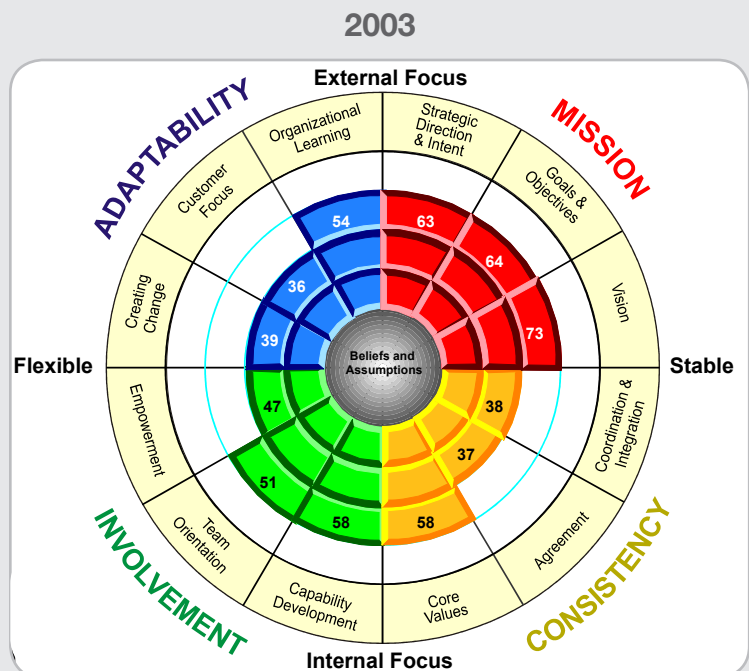 2003
External Focus
ADAPTABILITY
MISSION
Organizational
Learning
Strategic
Direction
& Intent
Customer
Focus
Goals &
Objectives
Creating
Change
Vision
54
63
36
64
39
73
Beliefs and
Assumptions
Flexible
Stable
47
38
51
37
58
58
Empowerment
Coordination &
Integration
Team
Orientation
Agreement
Capability
Development
Core
Values
INVOLVEMENT
CONSISTENCY
Internal Focus